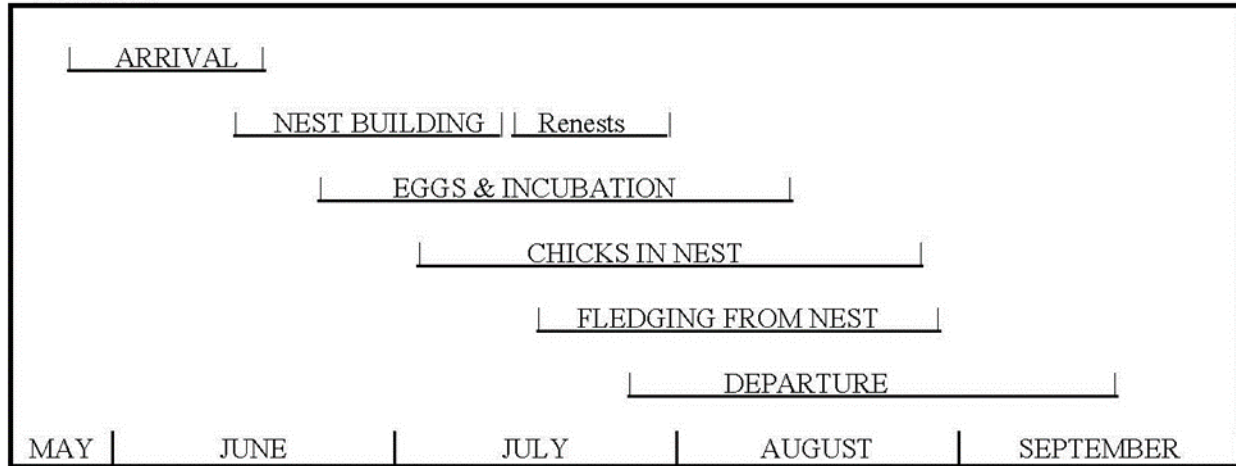 ARRIVAL
NEST BUILDING Renests
EGGS & INCUBATION
CHICKS IN NEST
FLEDGING FROM NEST
DEPARTURE
MAY JUNE JULY AUGUST SEPTEMBER